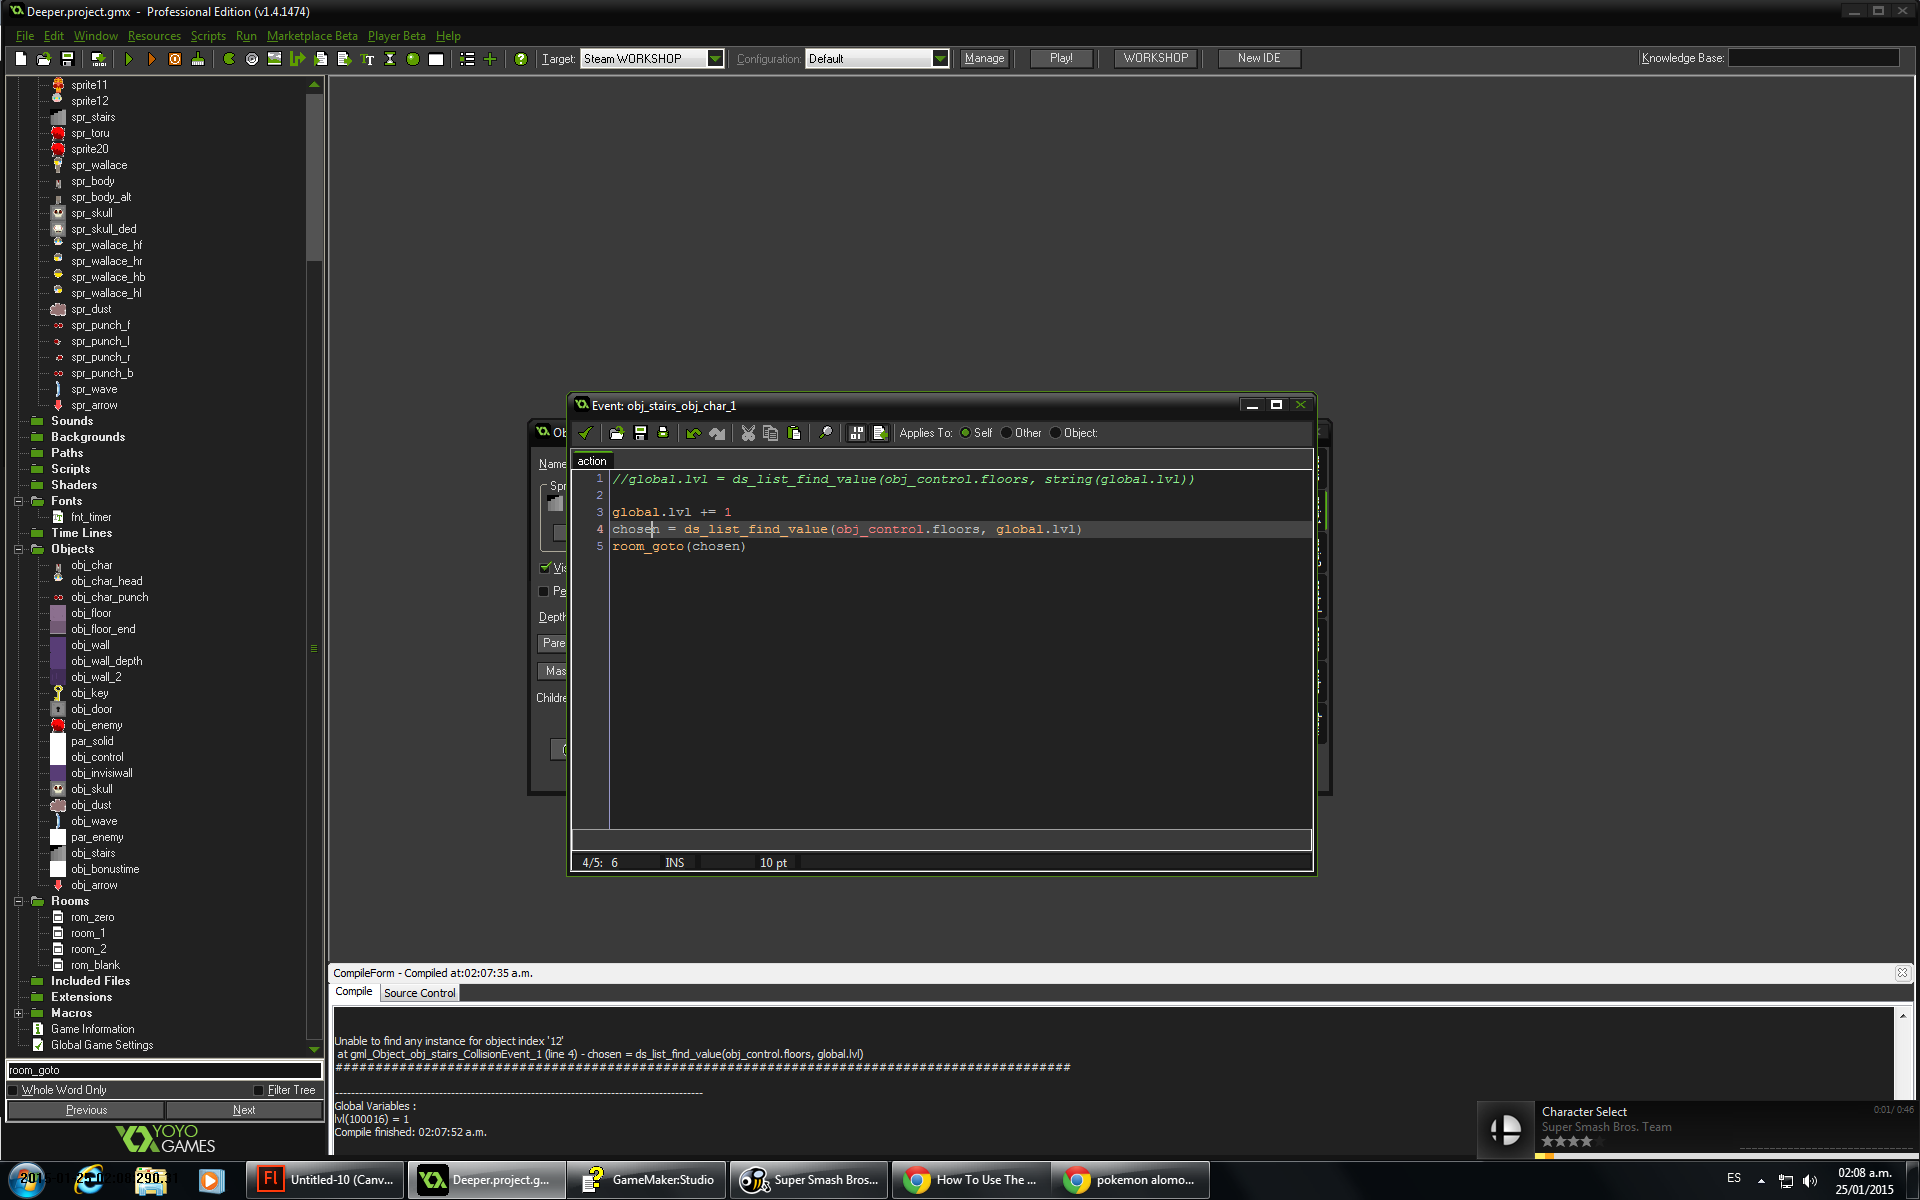 Deeper.project.gmx - Professional Edition (v1.4.1474)
File Edit Window Resources Scripts Run Marketplace Beta Player Beta Help
Target: Steam WORKSHOP Configuration: Default Manage Play! WORKSHOP New IDE Knowledge Base:
sprite11
sprite12
spr_stairs
spr_toru
sprite20
spr_wallace
spr_body
spr_body_alt
spr_skull
spr_skull_ded
spr_wallace_hf
spr_wallace_hr
spr_wallace_hb
spr_wallace_hl
spr_dust
spr_punch_f
spr_punch_l
spr_punch_r
spr_punch_b
spr_wave
spr_arrow
Sounds
Backgrounds
Paths
Scripts
Shaders
Fonts
fnt_timer
Time Lines
Objects
obj_char
obj_char_head
obj_char_punch
obj_floor
obj_floor_end
obj_wall
obj_wall_depth
obj_wall_2
obj_key
obj_door
obj_enemy
par_solid
obj_control
obj_invisiwall
obj_skull
obj_dust
obj_wave
par_enemy
obj_stairs
obj_bonustime
obj_arrow
Rooms
rom_zero
room_1
room_2
rom_blank
Included Files
Extensions
Macros
Game Information
Global Game Settings
room_goto
Whole Word Only Filter Tree
Previous Next
YOYO
GAMES
Ob
Name
Spr
Vis
Pe
Depth
Pare
Mas
Childre
Event: obj_stairs_obj_char_1
Applies To: Self Other Object:
action
1 //global.lvl = ds_list_find_value(obj_control.floors, string(global.lvl))
2
3 global.lvl += 1
4 chosen = ds_list_find_value(obj_control.floors, global.lvl)
5 room_goto(chosen)
4/5: 6 INS 10 pt
CompileForm - Compiled at:02:07:35 a.m.
Compile Source Control
Unable to find any instance for object index '12'
at gml_Object_obj_stairs_CollisionEvent_1 (line 4) - chosen = ds_list_find_value(obj_control.floors, global.lvl)
############################################################################################
--------------------------------------------------------------------------------------------
Global Variables :
lvl(100016) = 1
Compile finished: 02:07:52 a.m.
Character Select 0:01/ 0:46
Super Smash Bros. Team
Untitled-10 (Canv...
Deeper.project.g...
GameMaker:Studio
Super Smash Bros...
How To Use The ...
pokemon alomo...
ES
02:08 a.m.
25/01/2015